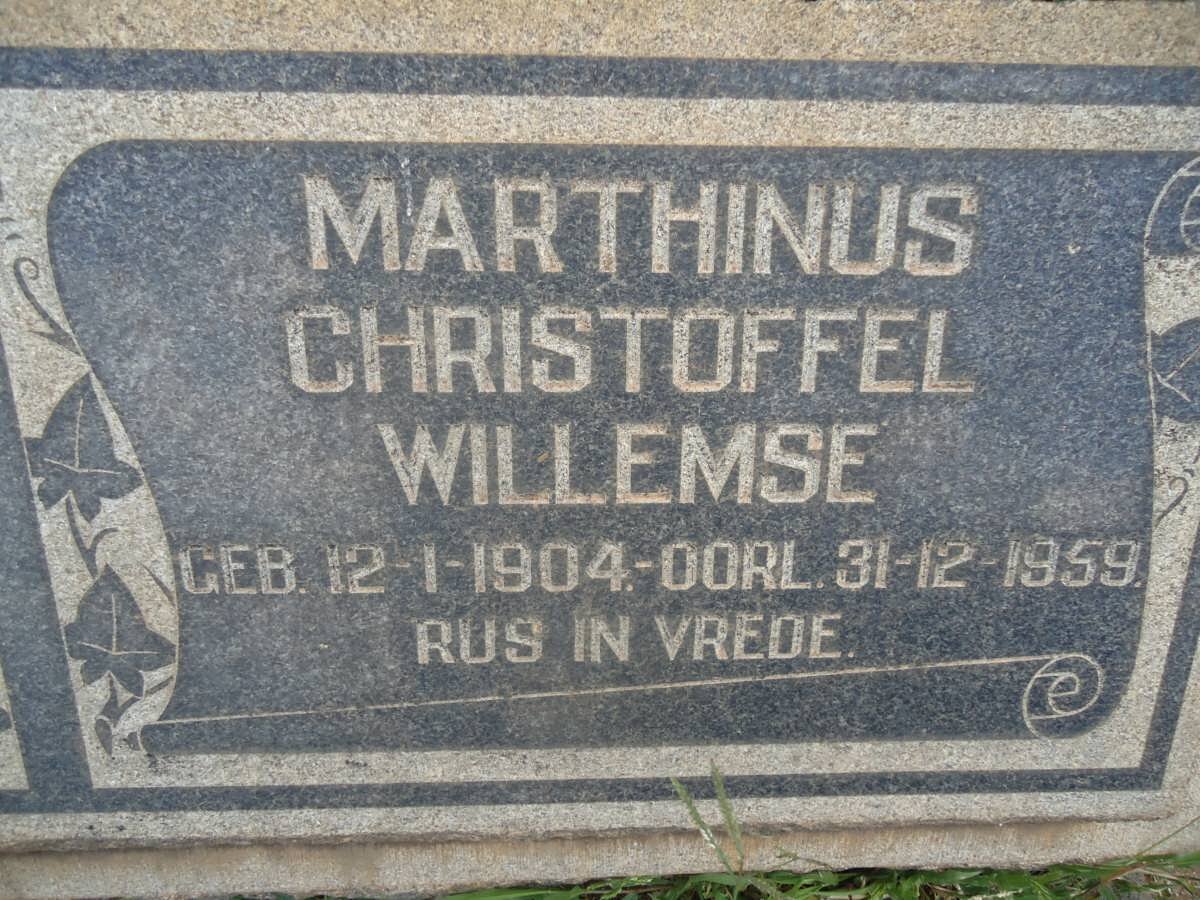 MARTHINUS
CHRISTOFFEL
WILLEMSE
GEB. 12-1-1904.-OORL. 31-12-1959.
RUS IN VREDE.